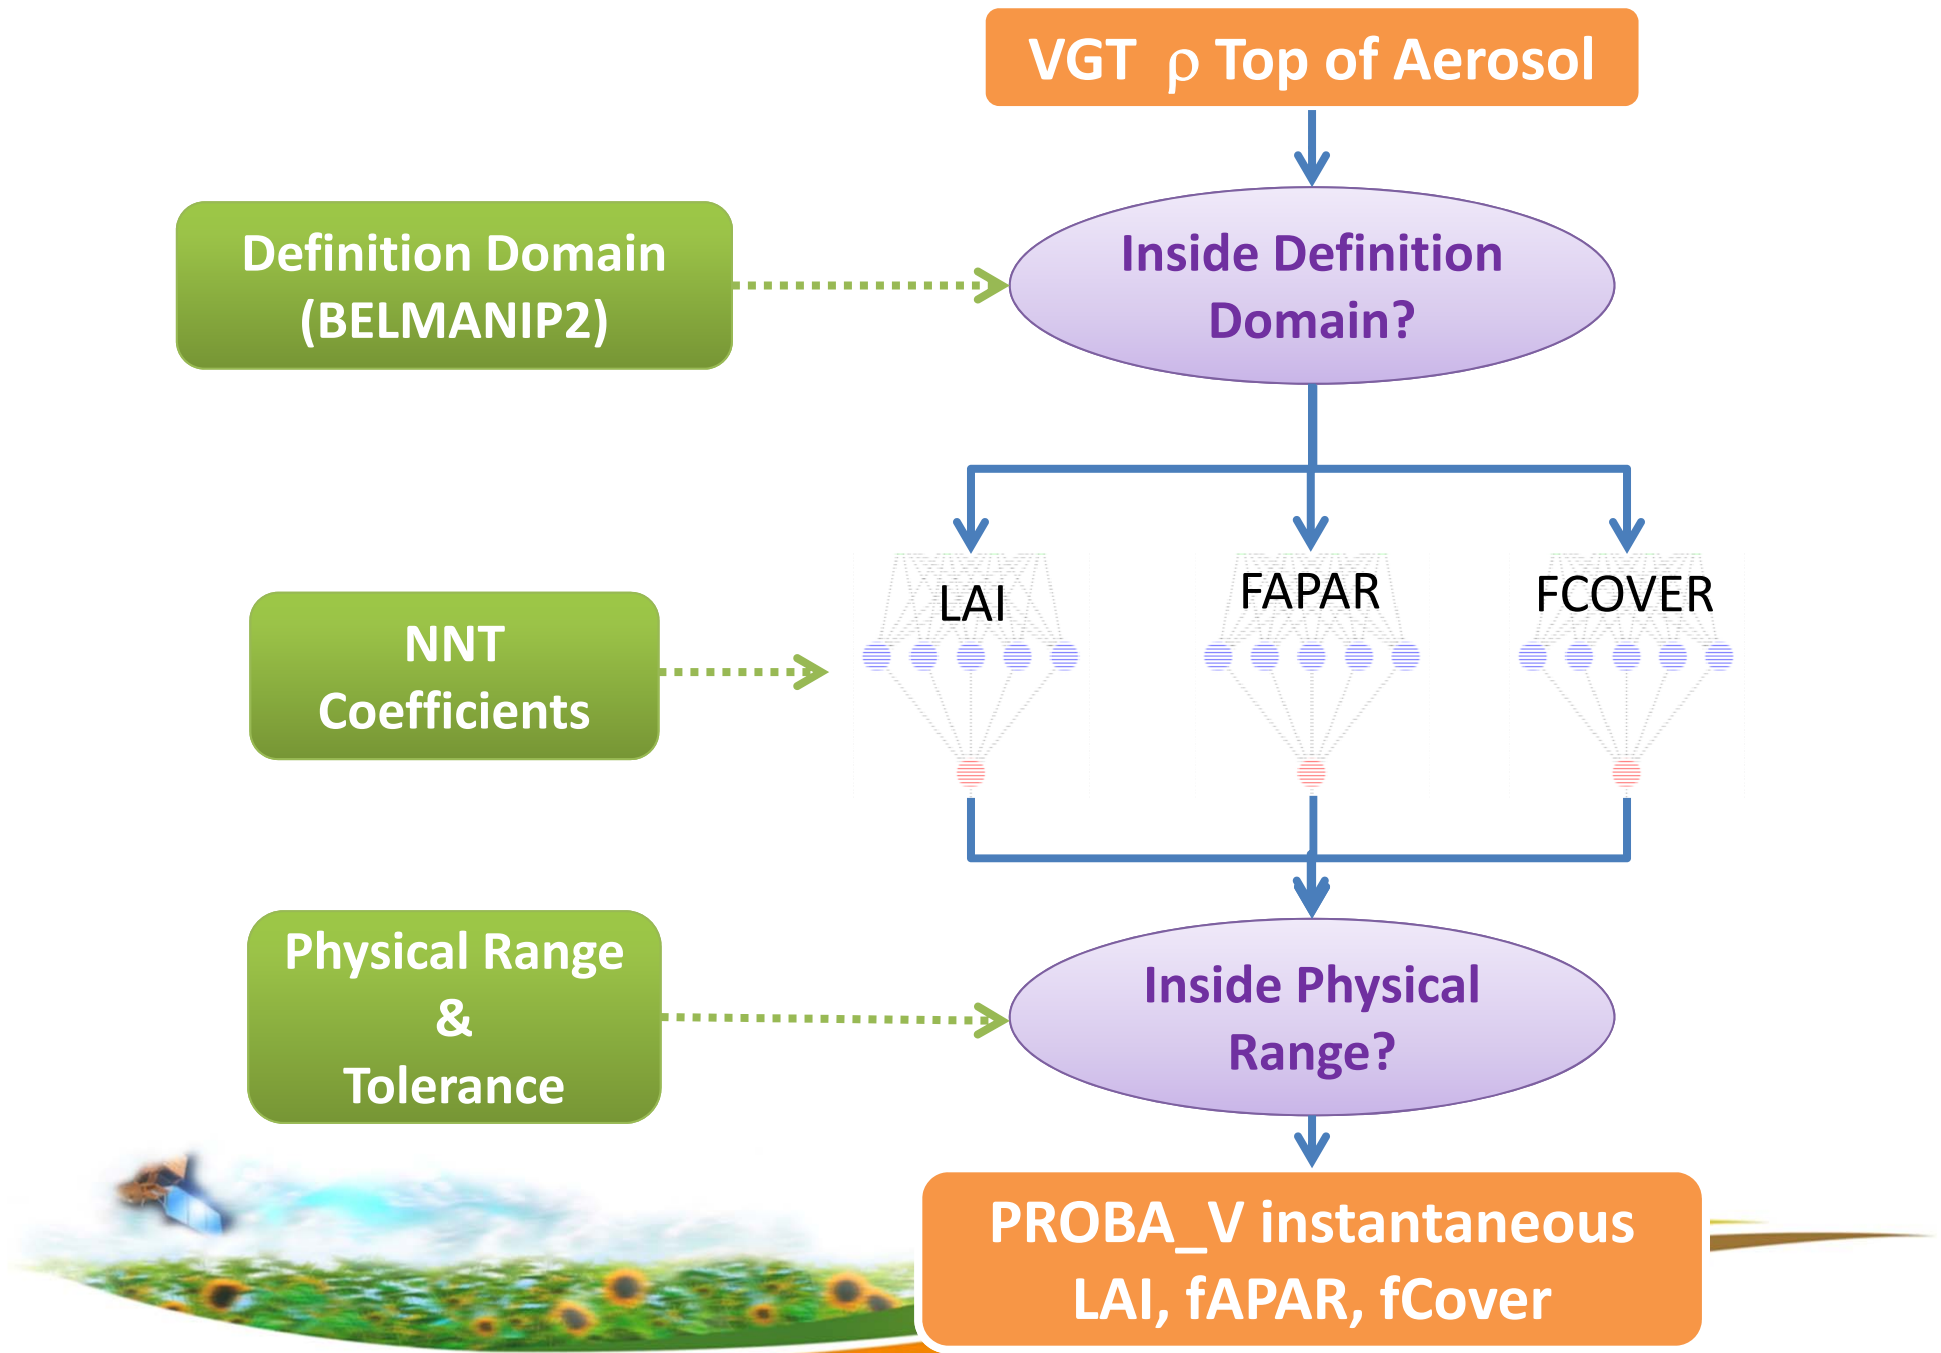 VGT ρ Top of Aerosol
Definition Domain
(BELMANIP2)
Inside Definition
Domain?
LAI
FAPAR
FCOVER
NNT
Coefficients
Physical Range
&
Tolerance
Inside Physical
Range?
PROBA_V instantaneous
LAI, fAPAR, fCover